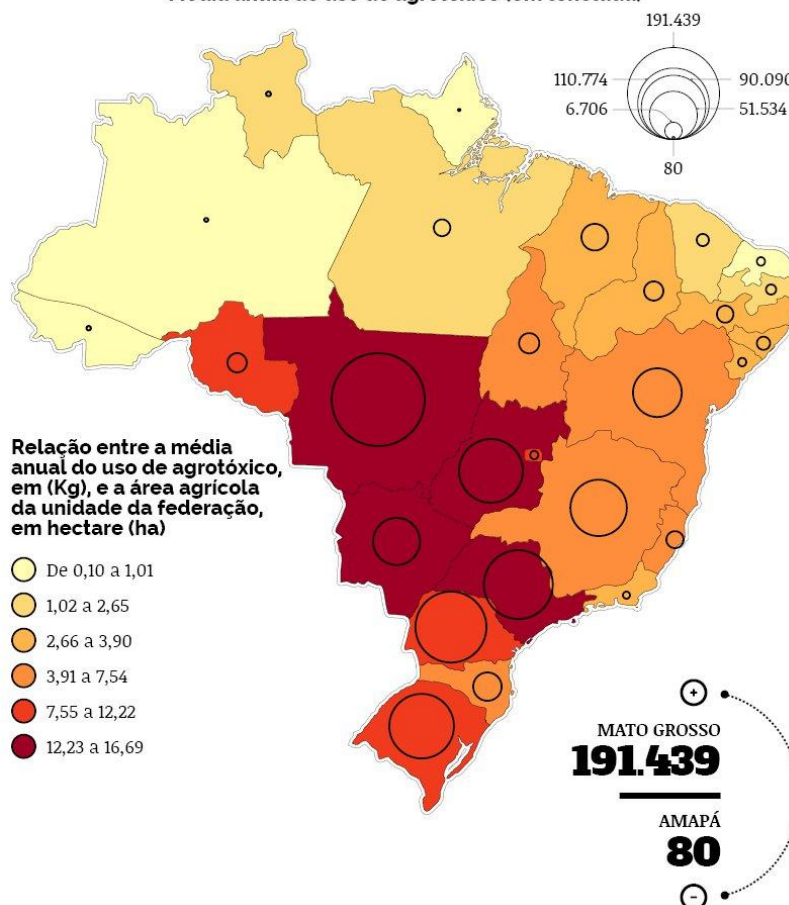 191.439
110.774
90.090
6.706
51.534
80
Relação entre a média
anual do uso de agrotóxico,
em (Kg), e a área agrícola
da unidade da federação,
em hectare (ha)
De 0,10 a 1,01
1,02 a 2,65
2,66 a 3,90
3,91 a 7,54
7,55 a 12,22
12,23 a 16,69
+
MATO GROSSO
191.439
AMAPÁ
80
−